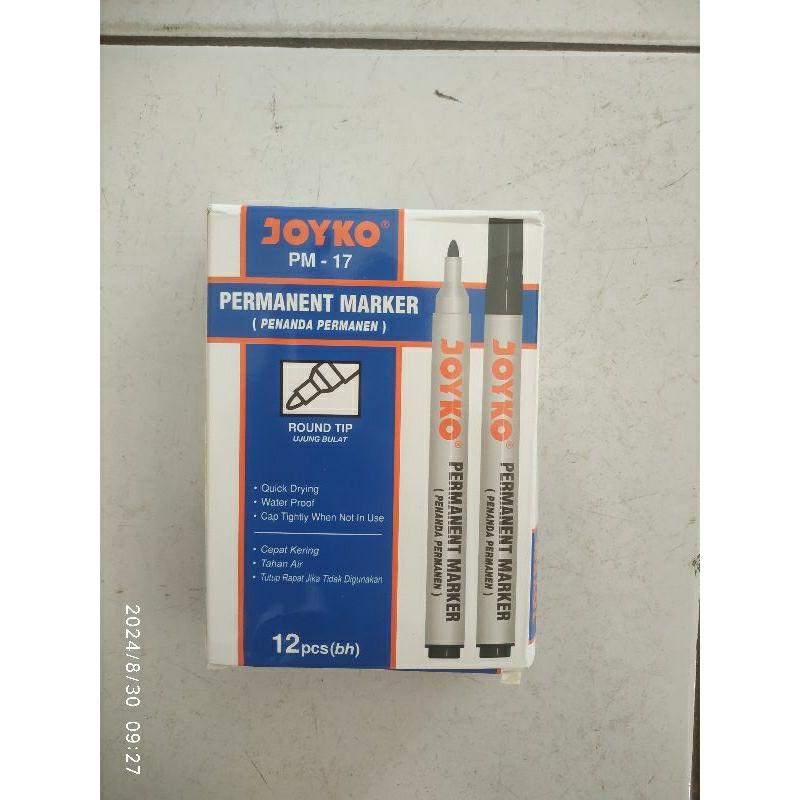 JOYKO®
PM - 17
PERMANENT MARKER
( PENANDA PERMANEN )
ROUND TIP
UJUNG BULAT
• Quick Drying
• Water Proof
• Cap Tightly When Not In Use
• Cepat Kering
• Tahan Air
• Tutup Rapat Jika Tidak Digunakan
12pcs(bh)
JOYKO®
PERMANENT MARKER
( PENANDA PERMANEN )
JOYKO®
PERMANENT MARKER
( PENANDA PERMANEN )
2024/8/30 09:27